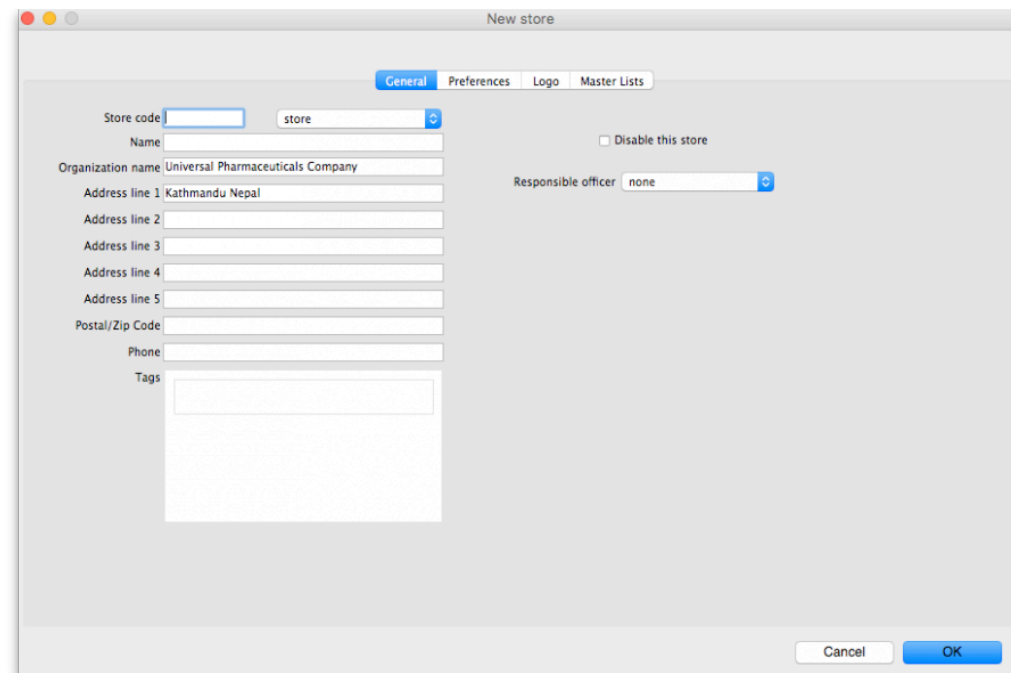 New store
General Preferences Logo Master Lists
Store code store
Name
Disable this store
Organization name Universal Pharmaceuticals Company
Responsible officer none
Address line 1 Kathmandu Nepal
Address line 2
Address line 3
Address line 4
Address line 5
Postal/Zip Code
Phone
Tags
Cancel OK